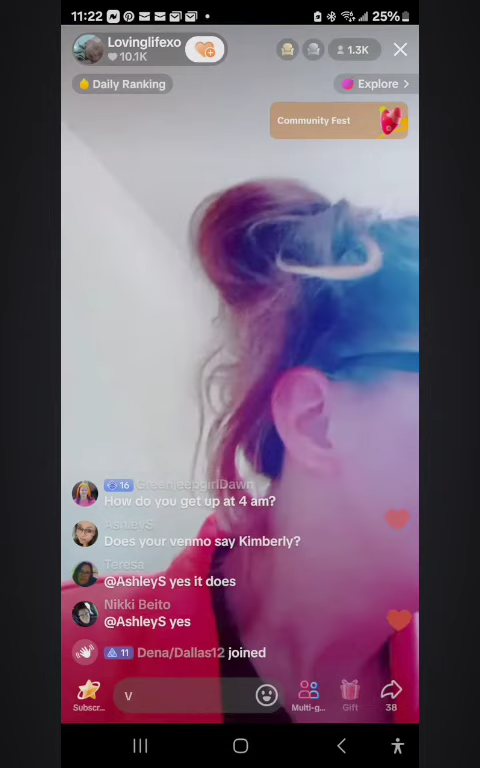 11:22
25%
Lovinglifexo
10.1K
1.3K
Daily Ranking
Explore >
Community Fest
16 GreenjeepgirlDawn
How do you get up at 4 am?
AshleyS
Does your venmo say Kimberly?
Teresa
@AshleyS yes it does
Nikki Beito
@AshleyS yes
11 Dena/Dallas12 joined
V
Subscr...
Multi-g...
Gift
38